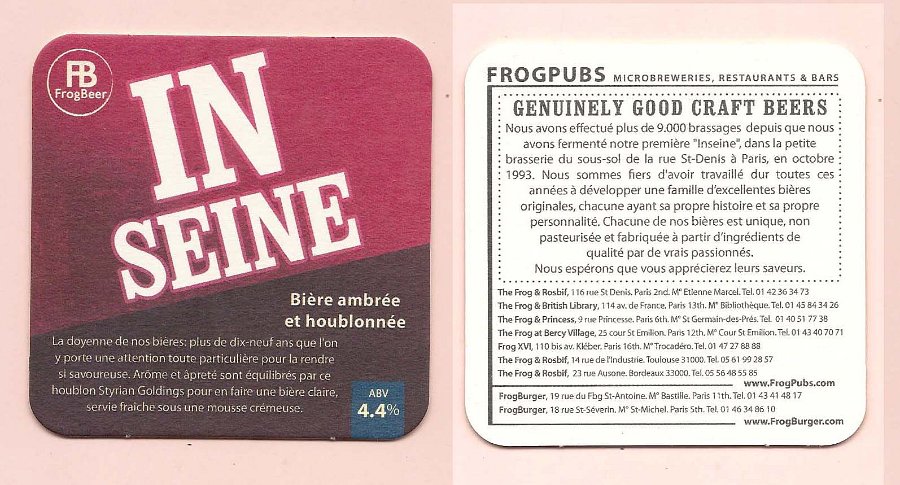 FB
FrogBeer
IN
SEINE
Bière ambrée
et houblonnée
La doyenne de nos bières: plus de dix-neuf ans que l'on
y porte une attention toute particulière pour la rendre
si savoureuse. Arôme et âpreté sont équilibrés par ce
houblon Styrian Goldings pour en faire une bière claire,
servie fraiche sous une mousse crémeuse.
ABV
4.4%
FROGPUBS MICROBREWERIES, RESTAURANTS & BARS
GENUINELY GOOD CRAFT BEERS
Nous avons effectué plus de 9.000 brassages depuis que nous
avons fermenté notre première "Inseine", dans la petite
brasserie du sous-sol de la rue St-Denis à Paris, en octobre
1993. Nous sommes fiers d'avoir travaillé dur toutes ces
années à développer une famille d'excellentes bières
originales, chacune ayant sa propre histoire et sa propre
personnalité. Chacune de nos bières est unique, non
pasteurisée et fabriquée à partir d'ingrédients de
qualité par de vrais passionnés.
Nous espérons que vous apprécierez leurs saveurs.
The Frog & Rosbif, 116 rue St Denis. Paris 2nd. M° Etienne Marcel. Tel. 01 42 36 34 73
The Frog & British Library, 114 av. de France. Paris 13th. M° Bibliothèque. Tel. 01 45 84 34 26
The Frog & Princess, 9 rue Princesse. Paris 6th. M° St Germain-des-Prés. Tel. 01 40 51 77 38
The Frog at Bercy Village, 25 cour St Emilion. Paris 12th. M° Cour St Emilion. Tel. 01 43 40 70 71
Frog XVI, 110 bis av. Kléber. Paris 16th. M° Trocadéro. Tel. 01 47 27 88 88
The Frog & Rosbif, 14 rue de l'Industrie. Toulouse 31000. Tel. 05 61 99 28 57
The Frog & Rosbif, 23 rue Ausone. Bordeaux 33000. Tel. 05 56 48 55 85
www.FrogPubs.com
FrogBurger, 19 rue du Fbg St-Antoine. M° Bastille. Paris 11th. Tel. 01 43 41 48 17
FrogBurger, 18 rue St-Séverin. M° St-Michel. Paris 5th. Tel. 01 46 34 86 10
www.FrogBurger.com